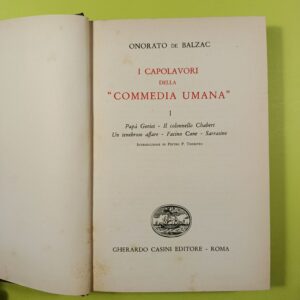 ONORATO DE BALZAC
I CAPOLAVORI
DELLA
"COMMEDIA UMANA"
I
Papà Goriot - Il colonnello Chabert
Un tenebroso affare - Facino Cane - Sarrasine
INTRODUZIONE DI PIETRO P. TROMPEO
GHERARDO CASINI EDITORE - ROMA